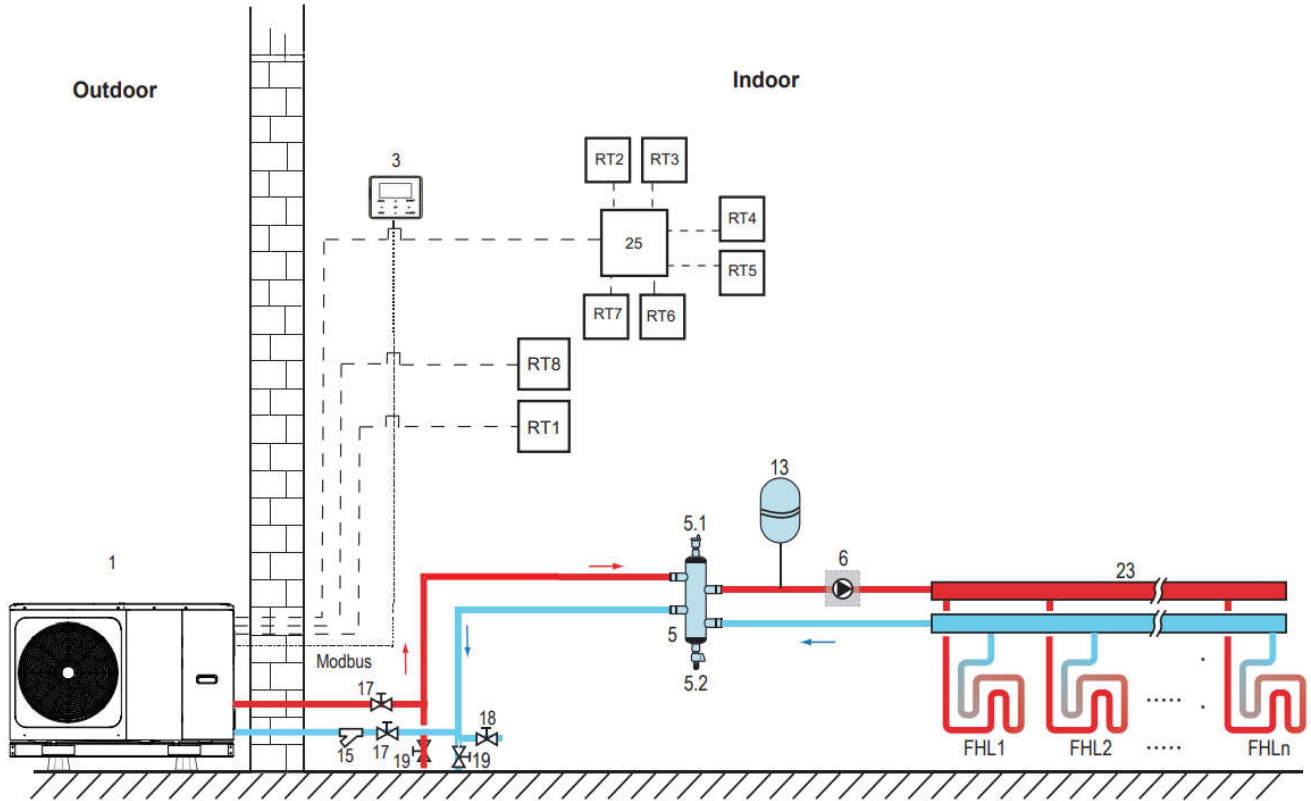 Outdoor
Indoor
3
RT2
RT3
RT4
25
RT5
RT7
RT6
RT8
RT1
13
5.1
1
6
23
5
Modbus
5.2
17
18
15
17
19
19
FHL1
FHL2
.....
.....
FHLn